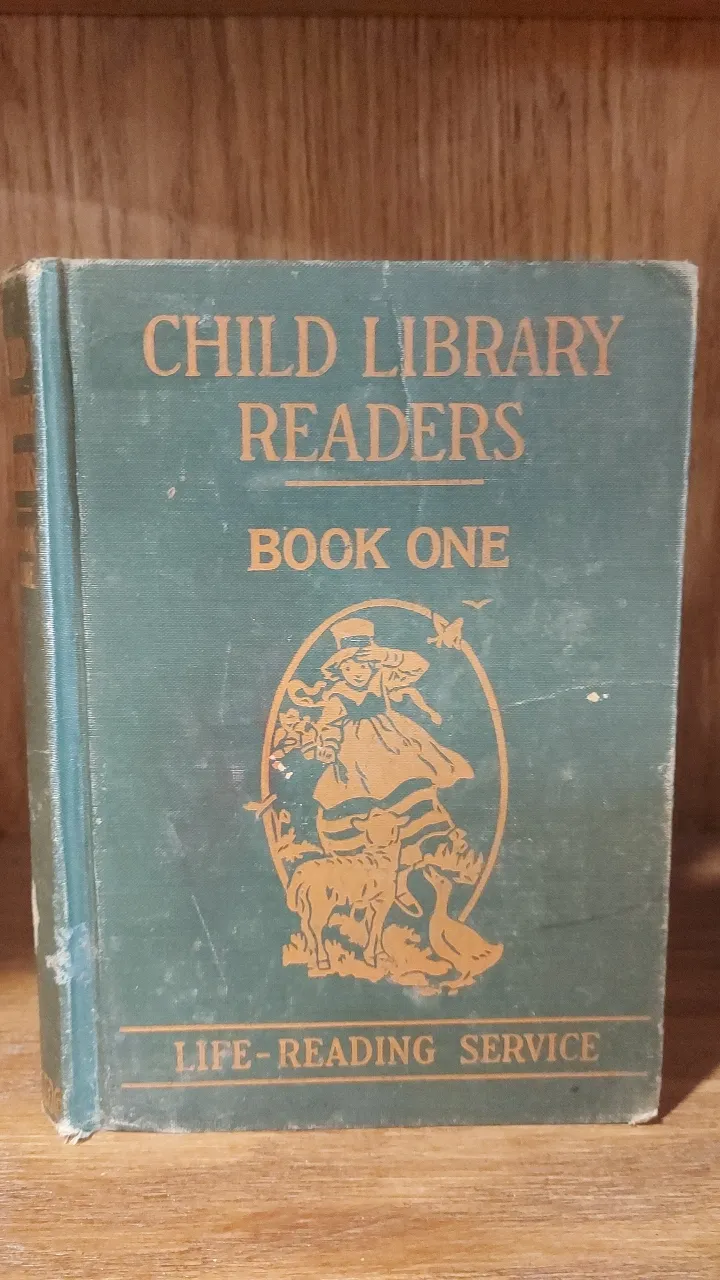 CHILD LIBRARY
READERS
BOOK ONE
LIFE-READING SERVICE